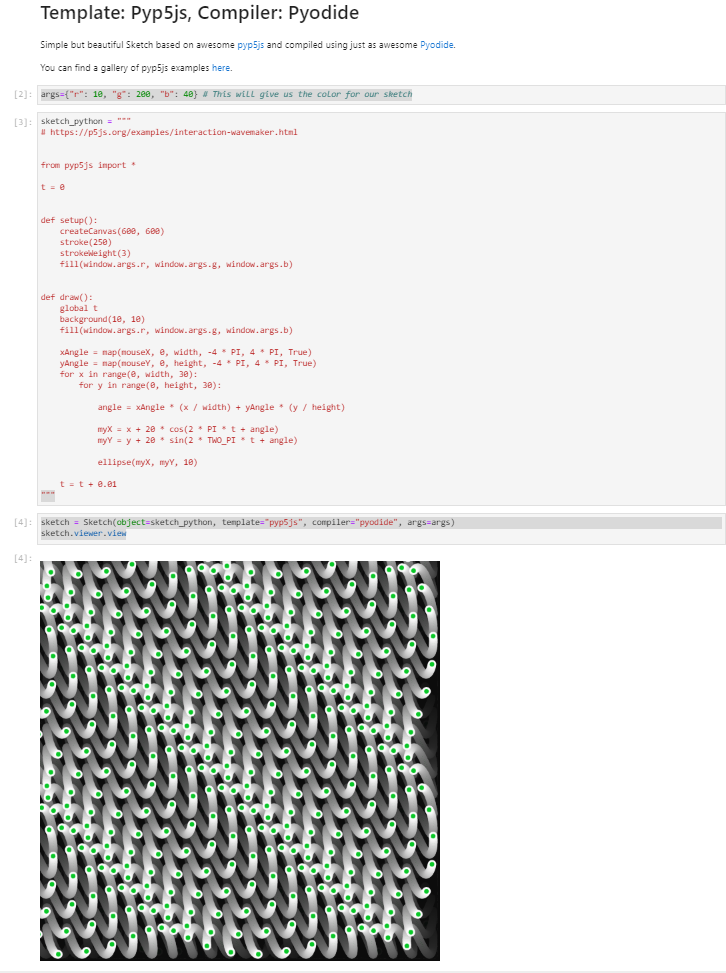 Template: Pyp5js, Compiler: Pyodide
Simple but beautiful Sketch based on awesome pyp5js and compiled using just as awesome Pyodide.
You can find a gallery of pyp5js examples here.
[2]: args={"r": 10, "g": 200, "b": 40} # This will give us the color for our sketch
[3]: sketch_python = """
# https://p5js.org/examples/interaction-wavemaker.html
from pyp5js import *
t = 0
def setup():
createCanvas(600, 600)
stroke(250)
strokeWeight(3)
fill(window.args.r, window.args.g, window.args.b)
def draw():
global t
background(10, 10)
fill(window.args.r, window.args.g, window.args.b)
xAngle = map(mouseX, 0, width, -4 * PI, 4 * PI, True)
yAngle = map(mouseY, 0, height, -4 * PI, 4 * PI, True)
for x in range(0, width, 30):
for y in range(0, height, 30):
angle = xAngle * (x / width) + yAngle * (y / height)
myX = x + 20 * cos(2 * PI * t + angle)
myY = y + 20 * sin(2 * TWO_PI * t + angle)
ellipse(myX, myY, 10)
t = t + 0.01
"""
[4]: sketch = Sketch(object=sketch_python, template="pyp5js", compiler="pyodide", args=args)
sketch.viewer.view
[4]: